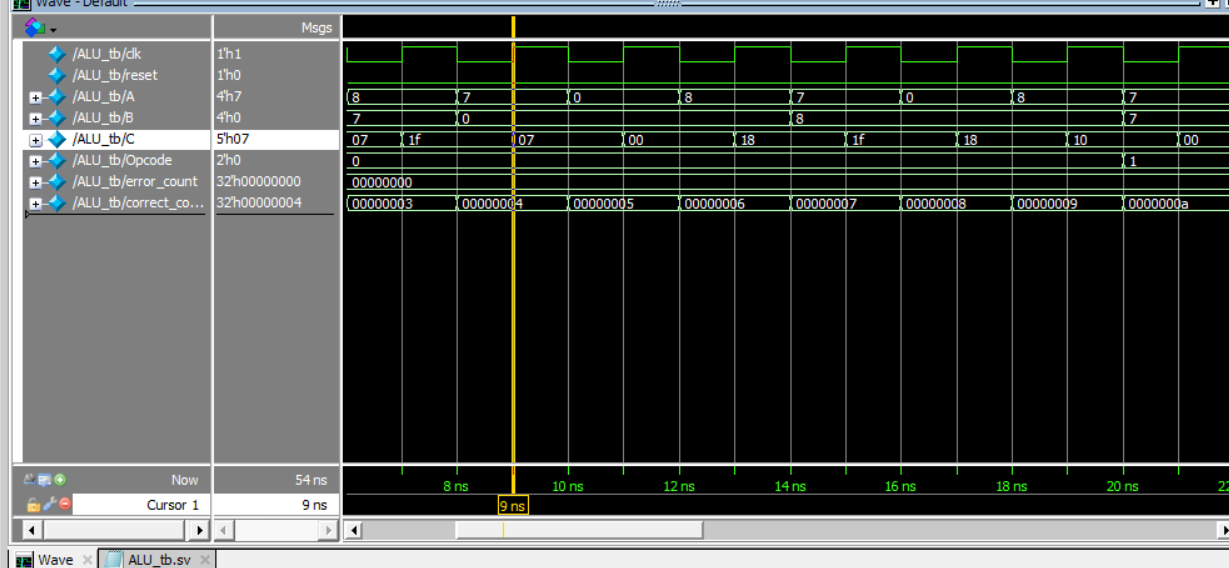 Wave - Default
Msgs
/ALU_tb/clk 1'h1
/ALU_tb/reset 1'h0
/ALU_tb/A 4'h7 8 7 0 8 7 0 8 7
/ALU_tb/B 4'h0 7 0 8 7
/ALU_tb/C 5'h07 07 1f 07 00 18 1f 18 10 00
/ALU_tb/Opcode 2'h0 0 1
/ALU_tb/error_count 32'h00000000 00000000
/ALU_tb/correct_co... 32'h00000004 00000003 00000004 00000005 00000006 00000007 00000008 00000009 0000000a
Now 54 ns 8 ns 10 ns 12 ns 14 ns 16 ns 18 ns 20 ns 22
Cursor 1 9 ns 9 ns
Wave ALU_tb.sv